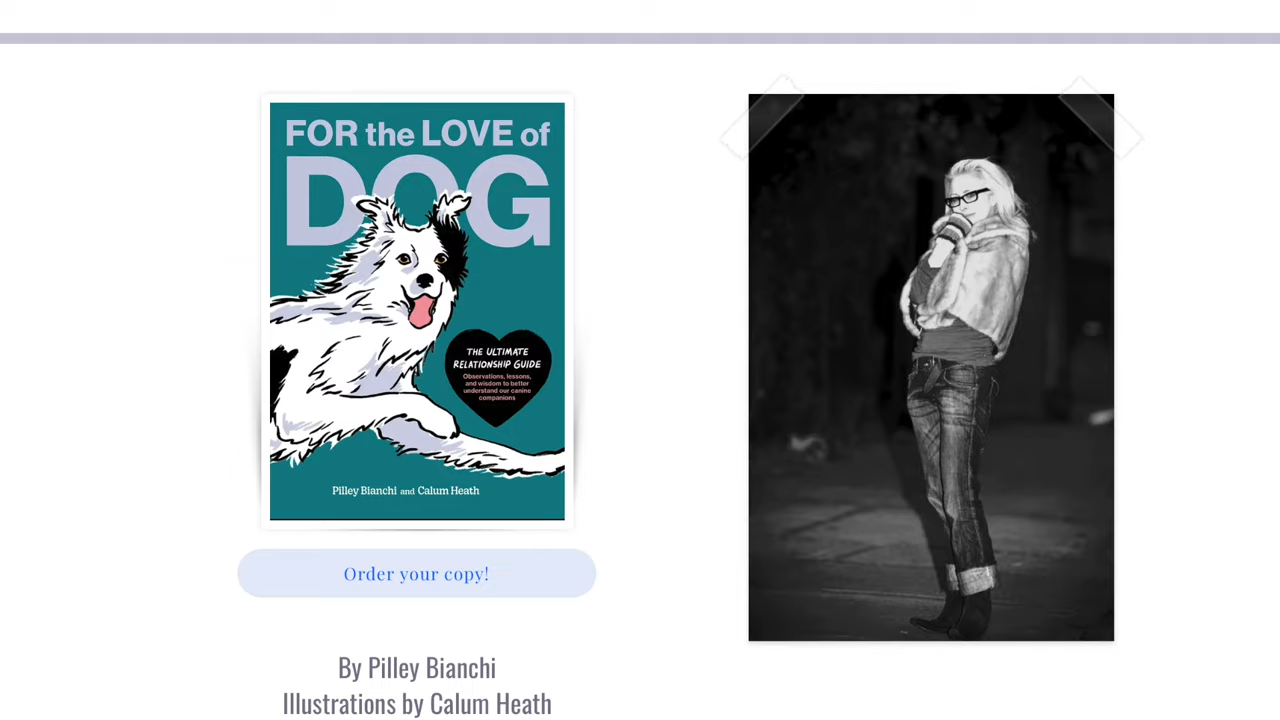 FOR the LOVE of
DOG
THE ULTIMATE
RELATIONSHIP GUIDE
Observations, lessons,
and wisdom to better
understand our canine
companions
Pilley Bianchi and Calum Heath
Order your copy!
By Pilley Bianchi
Illustrations by Calum Heath